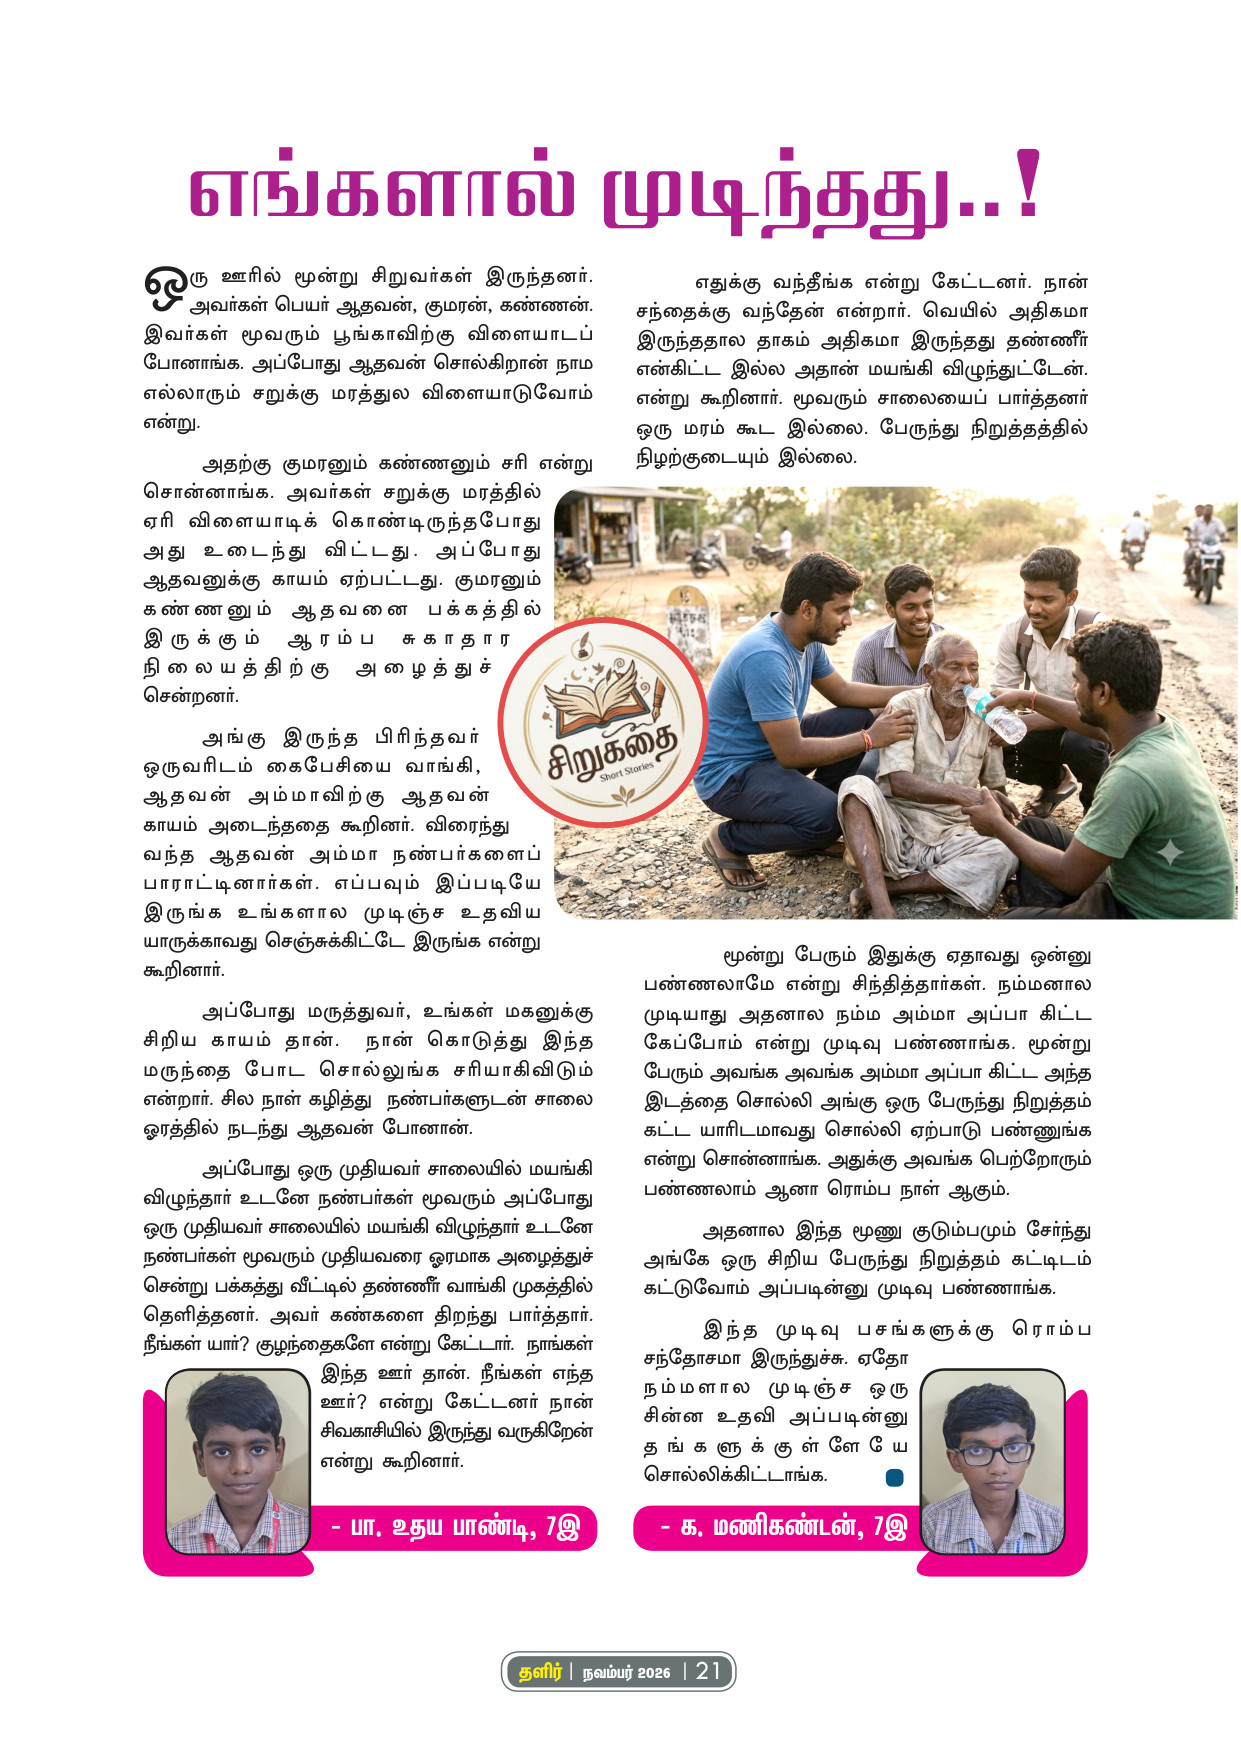 எங்களால் முடிந்தது..!
ஒரு ஊரில் மூன்று சிறுவர்கள் இருந்தனர்.
அவர்கள் பெயர் ஆதவன், குமரன், கண்ணன்.
இவர்கள் மூவரும் பூங்காவிற்கு விளையாடப்
போனாங்க. அப்போது ஆதவன் சொல்கிறான் நாம
எல்லாரும் சறுக்கு மரத்துல விளையாடுவோம்
என்று.
அதற்கு குமரனும் கண்ணனும் சரி என்று
சொன்னாங்க. அவர்கள் சறுக்கு மரத்தில்
ஏரி விளையாடிக் கொண்டிருந்தபோது
அது உடைந்து விட்டது. அப்போது
ஆதவனுக்கு காயம் ஏற்பட்டது. குமரனும்
கண்ணனும் ஆதவனை பக்கத்தில்
இருக்கும் ஆரம்ப சுகாதார
நிலையத்திற்கு அழைத்துச்
சென்றனர்.
அங்கு இருந்த பிரிந்தவர்
ஒருவரிடம் கைபேசியை வாங்கி,
ஆதவன் அம்மாவிற்கு ஆதவன்
காயம் அடைந்ததை கூறினர். விரைந்து
வந்த ஆதவன் அம்மா நண்பர்களைப்
பாராட்டினார்கள். எப்பவும் இப்படியே
இருங்க உங்களால முடிஞ்ச உதவிய
யாருக்காவது செஞ்சுக்கிட்டே இருங்க என்று
கூறினார்.
அப்போது மருத்துவர், உங்கள் மகனுக்கு
சிறிய காயம் தான். நான் கொடுத்து இந்த
மருந்தை போட சொல்லுங்க சரியாகிவிடும்
என்றார். சில நாள் கழித்து நண்பர்களுடன் சாலை
ஓரத்தில் நடந்து ஆதவன் போனான்.
அப்போது ஒரு முதியவர் சாலையில் மயங்கி
விழுந்தார் உடனே நண்பர்கள் மூவரும் அப்போது
ஒரு முதியவர் சாலையில் மயங்கி விழுந்தார் உடனே
நண்பர்கள் மூவரும் முதியவரை ஓரமாக அழைத்துச்
சென்று பக்கத்து வீட்டில் தண்ணீர் வாங்கி முகத்தில்
தெளித்தனர். அவர் கண்களை திறந்து பார்த்தார்.
நீங்கள் யார்? குழந்தைகளே என்று கேட்டார். நாங்கள்
இந்த ஊர் தான். நீங்கள் எந்த
ஊர்? என்று கேட்டனர் நான்
சிவகாசியில் இருந்து வருகிறேன்
என்று கூறினார்.
- பா. உதய பாண்டி, 7இ
எதுக்கு வந்தீங்க என்று கேட்டனர். நான்
சந்தைக்கு வந்தேன் என்றார். வெயில் அதிகமா
இருந்ததால தாகம் அதிகமா இருந்தது தண்ணீர்
என்கிட்ட இல்ல அதான் மயங்கி விழுந்துட்டேன்.
என்று கூறினார். மூவரும் சாலையைப் பார்த்தனர்
ஒரு மரம் கூட இல்லை. பேருந்து நிறுத்தத்தில்
நிழற்குடையும் இல்லை.
சிறுகதை
Short Stories
மூன்று பேரும் இதுக்கு ஏதாவது ஒன்னு
பண்ணலாமே என்று சிந்தித்தார்கள். நம்மனால
முடியாது அதனால நம்ம அம்மா அப்பா கிட்ட
கேப்போம் என்று முடிவு பண்ணாங்க. மூன்று
பேரும் அவங்க அவங்க அம்மா அப்பா கிட்ட அந்த
இடத்தை சொல்லி அங்கு ஒரு பேருந்து நிறுத்தம்
கட்ட யாரிடமாவது சொல்லி ஏற்பாடு பண்ணுங்க
என்று சொன்னாங்க. அதுக்கு அவங்க பெற்றோரும்
பண்ணலாம் ஆனா ரொம்ப நாள் ஆகும்.
அதனால இந்த மூணு குடும்பமும் சேர்ந்து
அங்கே ஒரு சிறிய பேருந்து நிறுத்தம் கட்டிடம்
கட்டுவோம் அப்படின்னு முடிவு பண்ணாங்க.
இந்த முடிவு பசங்களுக்கு ரொம்ப
சந்தோசமா இருந்துச்சு. ஏதோ
நம்மளால முடிஞ்ச ஒரு
சின்ன உதவி அப்படின்னு
தங்களுக்குள்ளேயே
சொல்லிக்கிட்டாங்க.
- க. மணிகண்டன், 7இ
தளிர் | நவம்பர் 2026 | 21